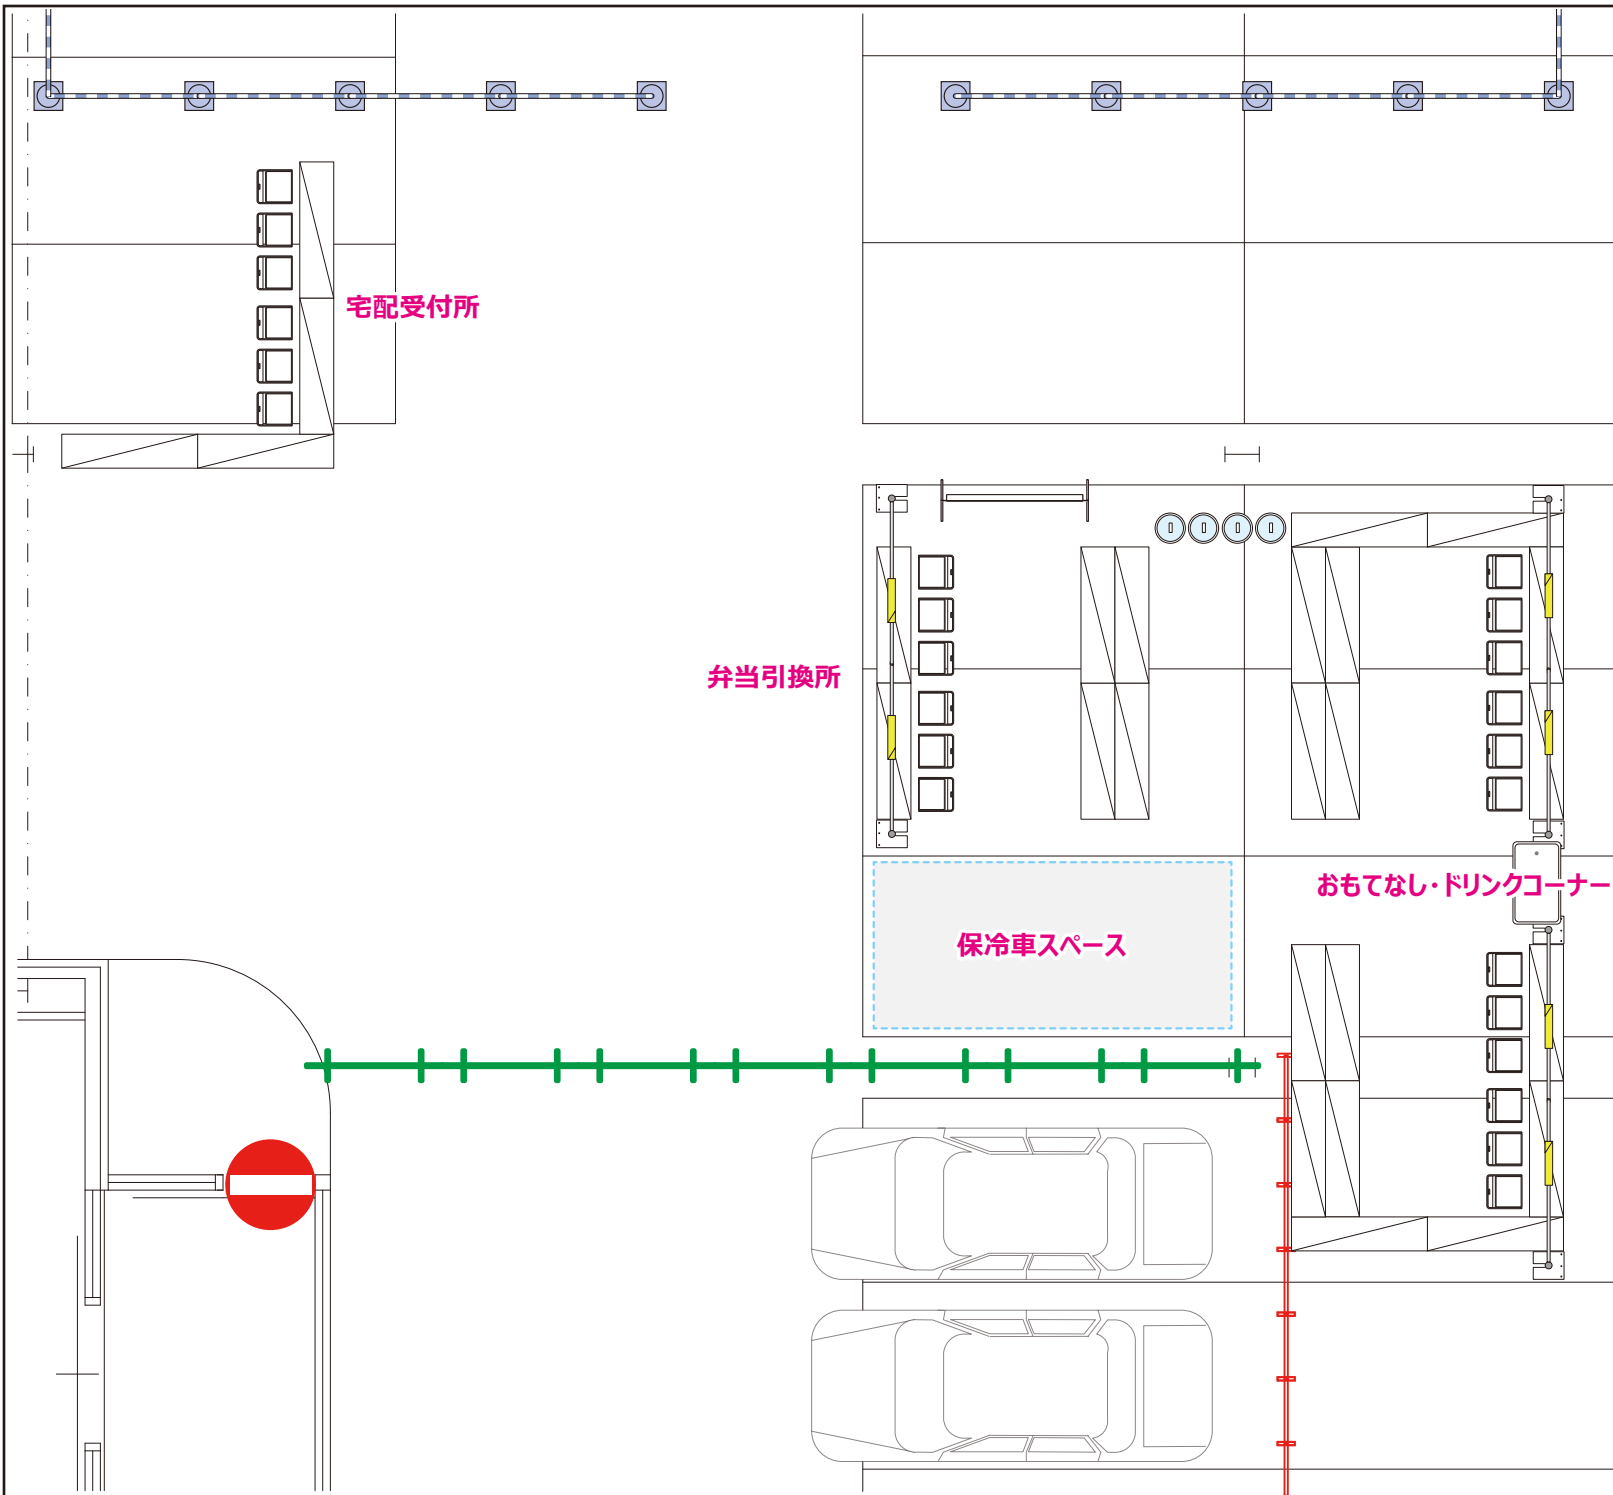 宅配受付所
弁当引換所
おもてなし・ドリンクコーナー
保冷車スペース